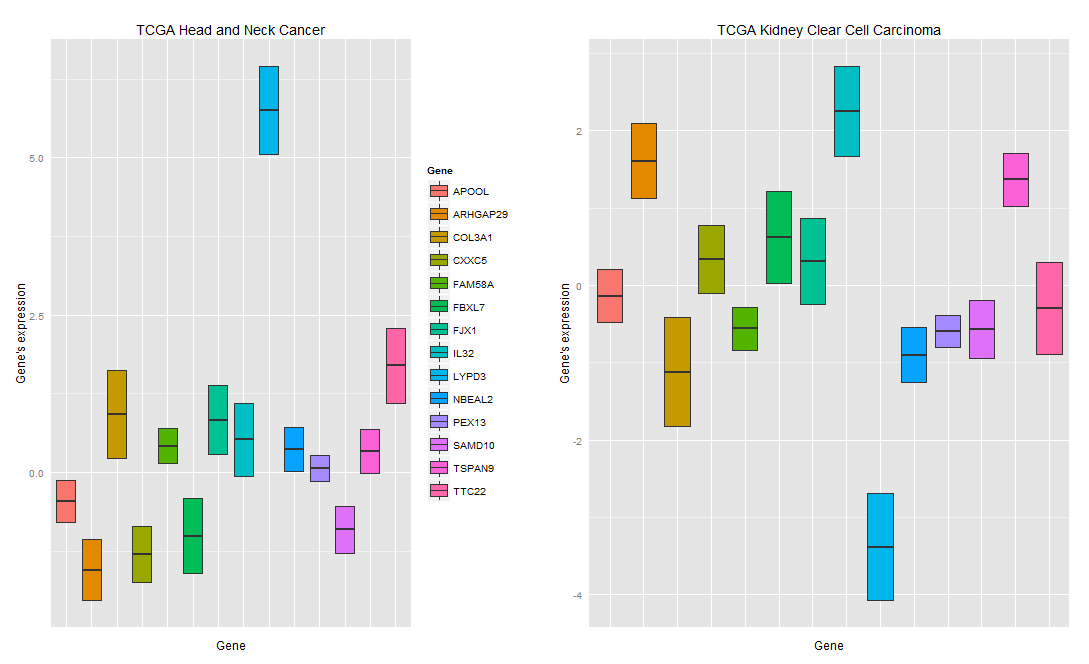 TCGA Head and Neck Cancer
Gene's expression
5.0
2.5
0.0
Gene
Gene
APOOL
ARHGAP29
COL3A1
CXXC5
FAM58A
FBXL7
FJX1
IL32
LYPD3
NBEAL2
PEX13
SAMD10
TSPAN9
TTC22
TCGA Kidney Clear Cell Carcinoma
Gene's expression
2
0
-2
-4
Gene